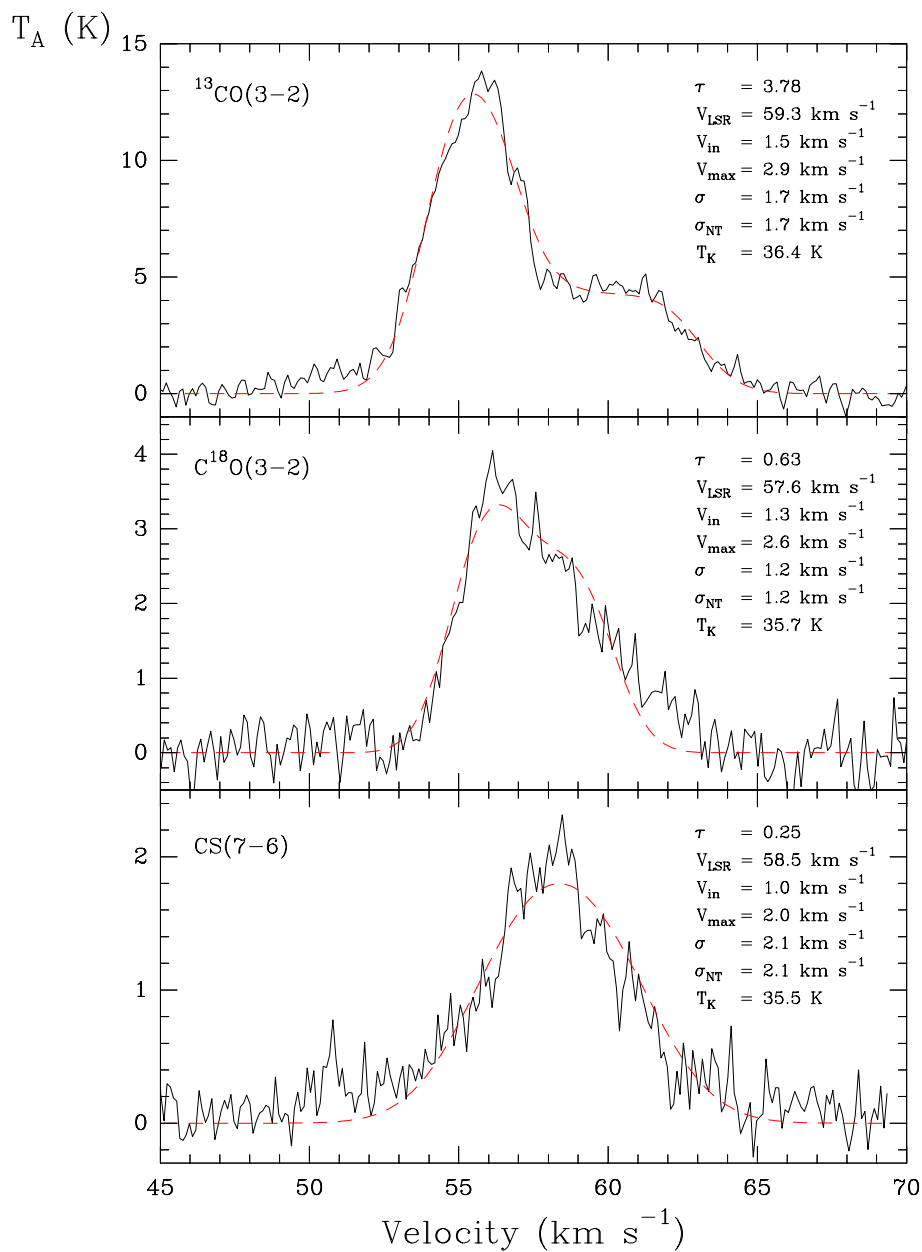 T_A (K)
15
10
5
0
¹³CO(3−2)
τ = 3.78
V_LSR = 59.3 km s⁻¹
V_in = 1.5 km s⁻¹
V_max = 2.9 km s⁻¹
σ = 1.7 km s⁻¹
σ_NT = 1.7 km s⁻¹
T_K = 36.4 K
4
3
2
1
0
C¹⁸O(3−2)
τ = 0.63
V_LSR = 57.6 km s⁻¹
V_in = 1.3 km s⁻¹
V_max = 2.6 km s⁻¹
σ = 1.2 km s⁻¹
σ_NT = 1.2 km s⁻¹
T_K = 35.7 K
2
1
0
CS(7−6)
τ = 0.25
V_LSR = 58.5 km s⁻¹
V_in = 1.0 km s⁻¹
V_max = 2.0 km s⁻¹
σ = 2.1 km s⁻¹
σ_NT = 2.1 km s⁻¹
T_K = 35.5 K
45 50 55 60 65 70
Velocity (km s⁻¹)